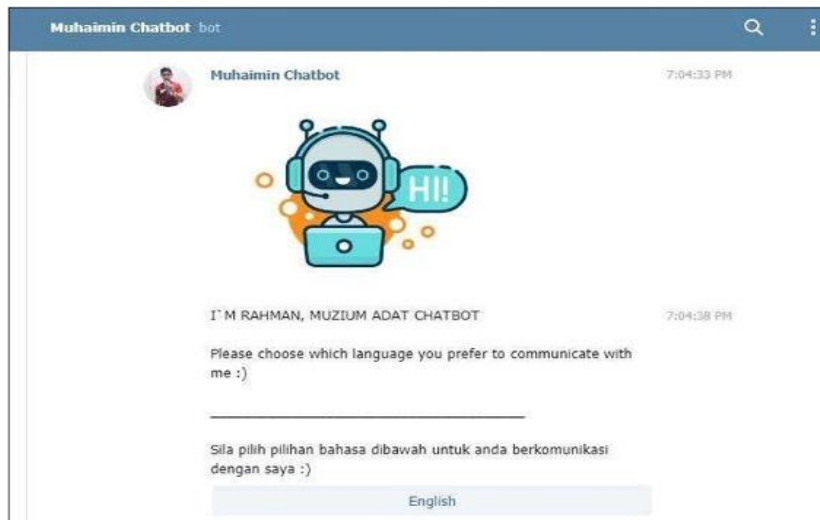 Muhaimin Chatbot bot
Muhaimin Chatbot 7:04:33 PM
HI!
I`M RAHMAN, MUZIUM ADAT CHATBOT 7:04:38 PM
Please choose which language you prefer to communicate with
me :)
Sila pilih pilihan bahasa dibawah untuk anda berkomunikasi
dengan saya :)
English